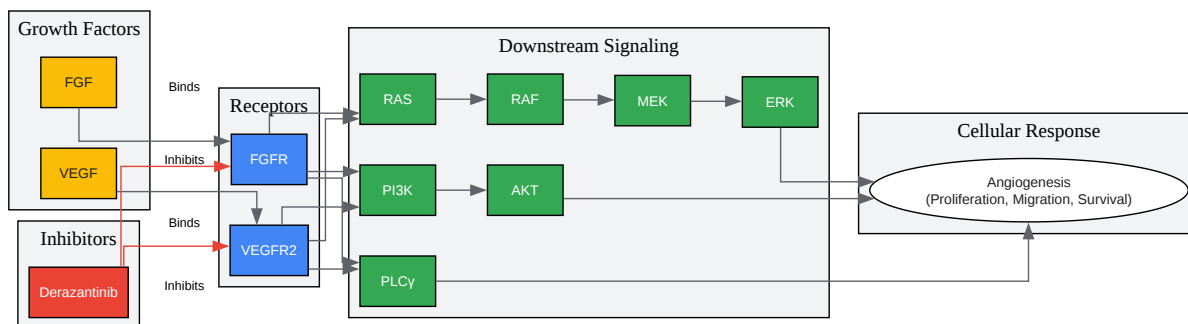 Growth Factors
FGF
VEGF
Inhibitors
Derazantinib
Binds
Inhibits
Binds
Inhibits
Receptors
FGFR
VEGFR2
Downstream Signaling
RAS
RAF
MEK
ERK
PI3K
AKT
PLCγ
Cellular Response
Angiogenesis
(Proliferation, Migration, Survival)